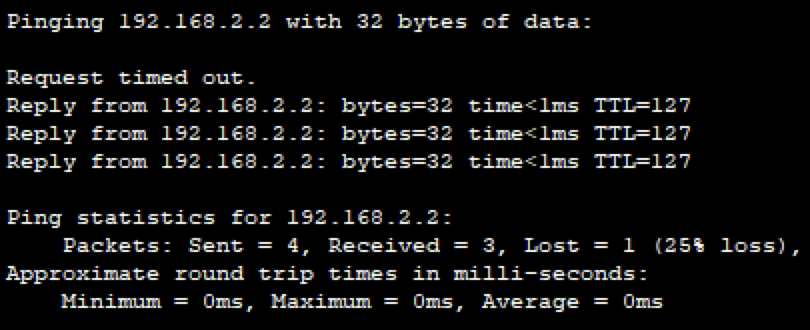 Pinging 192.168.2.2 with 32 bytes of data:
Request timed out.
Reply from 192.168.2.2: bytes=32 time<1ms TTL=127
Reply from 192.168.2.2: bytes=32 time<1ms TTL=127
Reply from 192.168.2.2: bytes=32 time<1ms TTL=127
Ping statistics for 192.168.2.2:
    Packets: Sent = 4, Received = 3, Lost = 1 (25% loss),
Approximate round trip times in milli-seconds:
    Minimum = 0ms, Maximum = 0ms, Average = 0ms